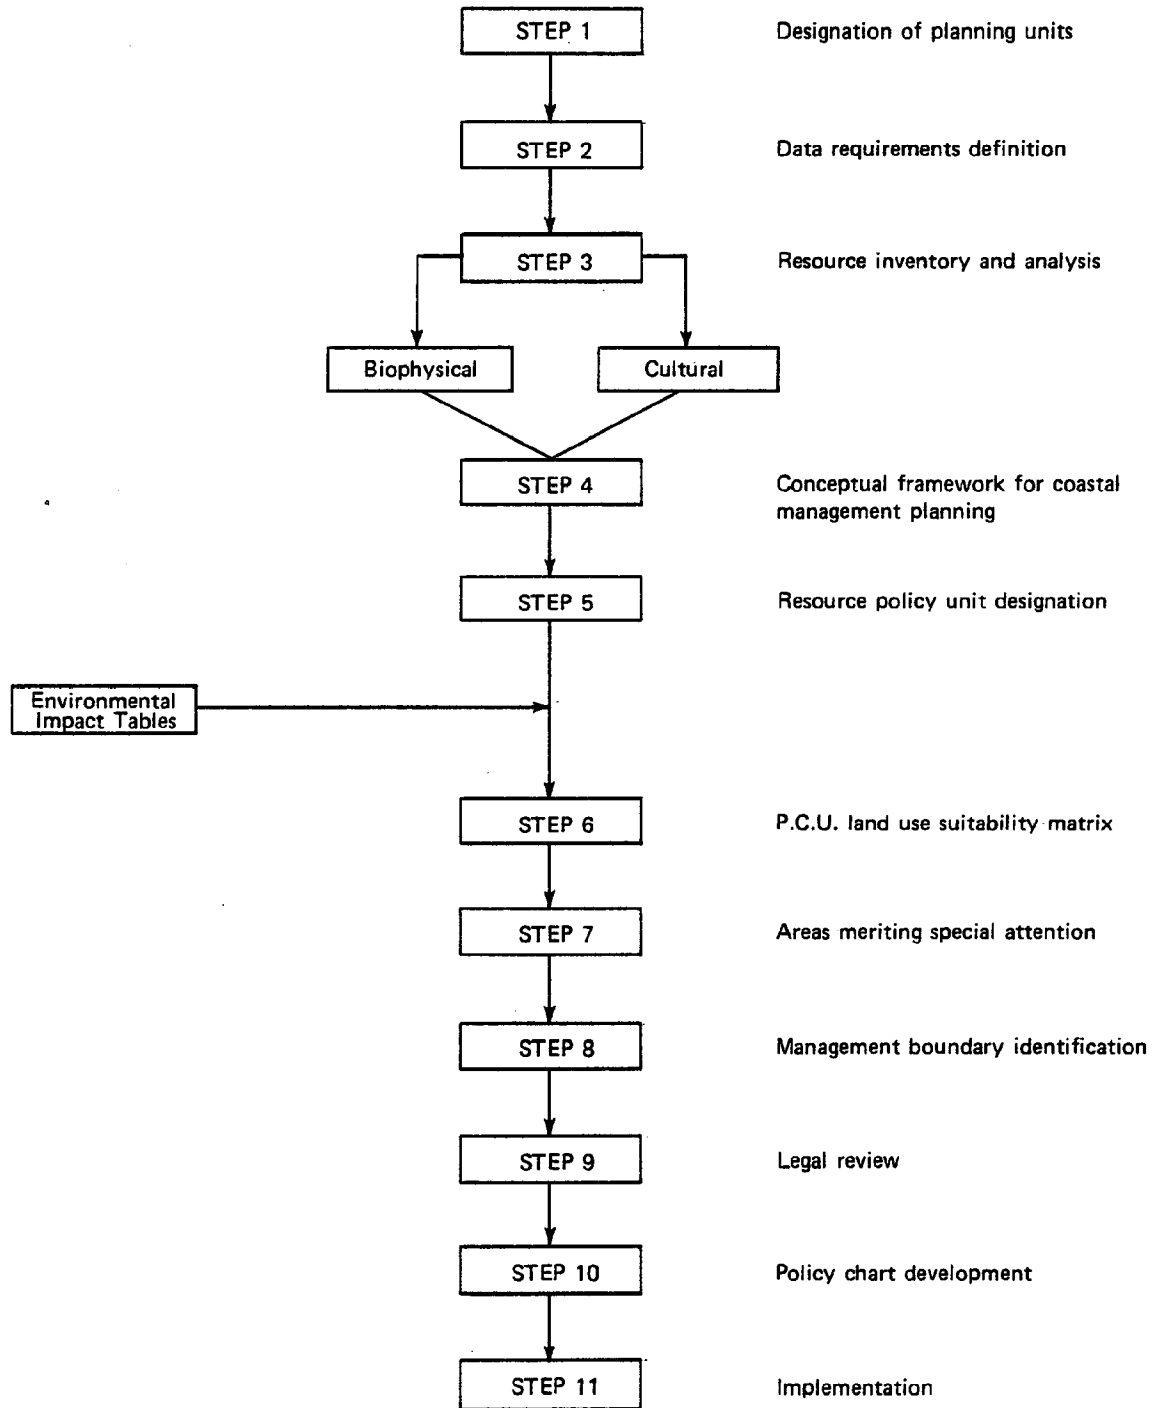 STEP 1 Designation of planning units
STEP 2 Data requirements definition
STEP 3 Resource inventory and analysis
Biophysical Cultural
STEP 4 Conceptual framework for coastal
management planning
STEP 5 Resource policy unit designation
Environmental
Impact Tables
STEP 6 P.C.U. land use suitability matrix
STEP 7 Areas meriting special attention
STEP 8 Management boundary identification
STEP 9 Legal review
STEP 10 Policy chart development
STEP 11 Implementation